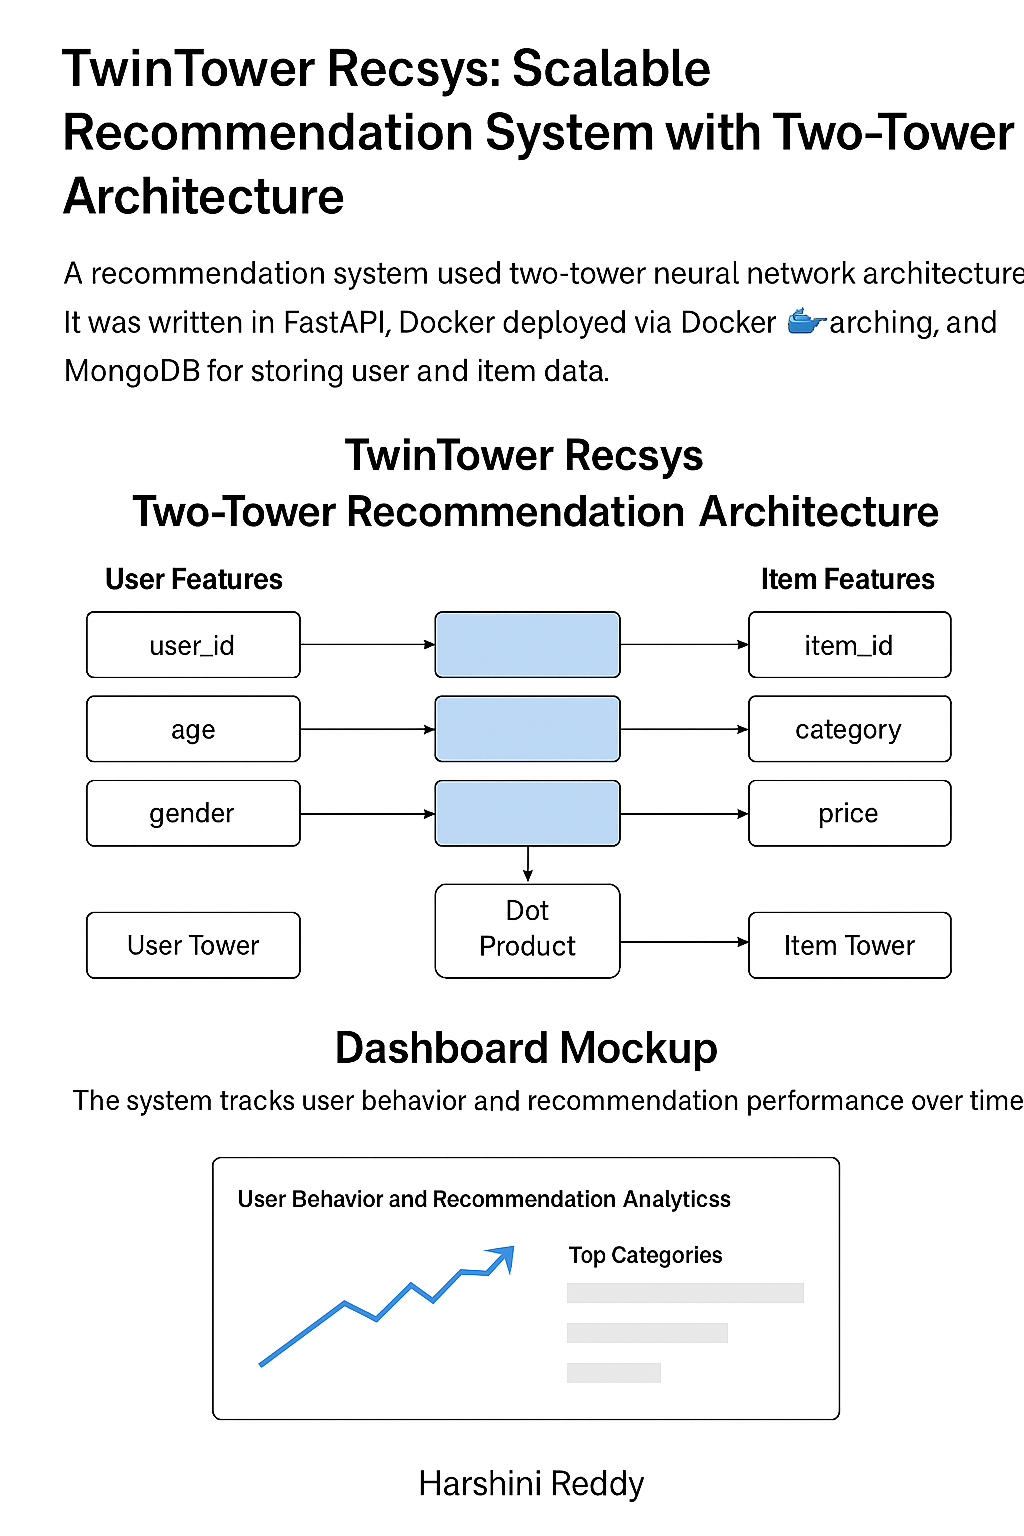 TwinTower Recsys: Scalable
Recommendation System with Two-Tower
Architecture
A recommendation system used two-tower neural network architecture
It was written in FastAPI, Docker deployed via Docker arching, and
MongoDB for storing user and item data.
TwinTower Recsys
Two-Tower Recommendation Architecture
User Features
Item Features
user_id
item_id
age
category
gender
price
User Tower
Dot
Product
Item Tower
Dashboard Mockup
The system tracks user behavior and recommendation performance over time
User Behavior and Recommendation Analyticss
Top Categories
Harshini Reddy